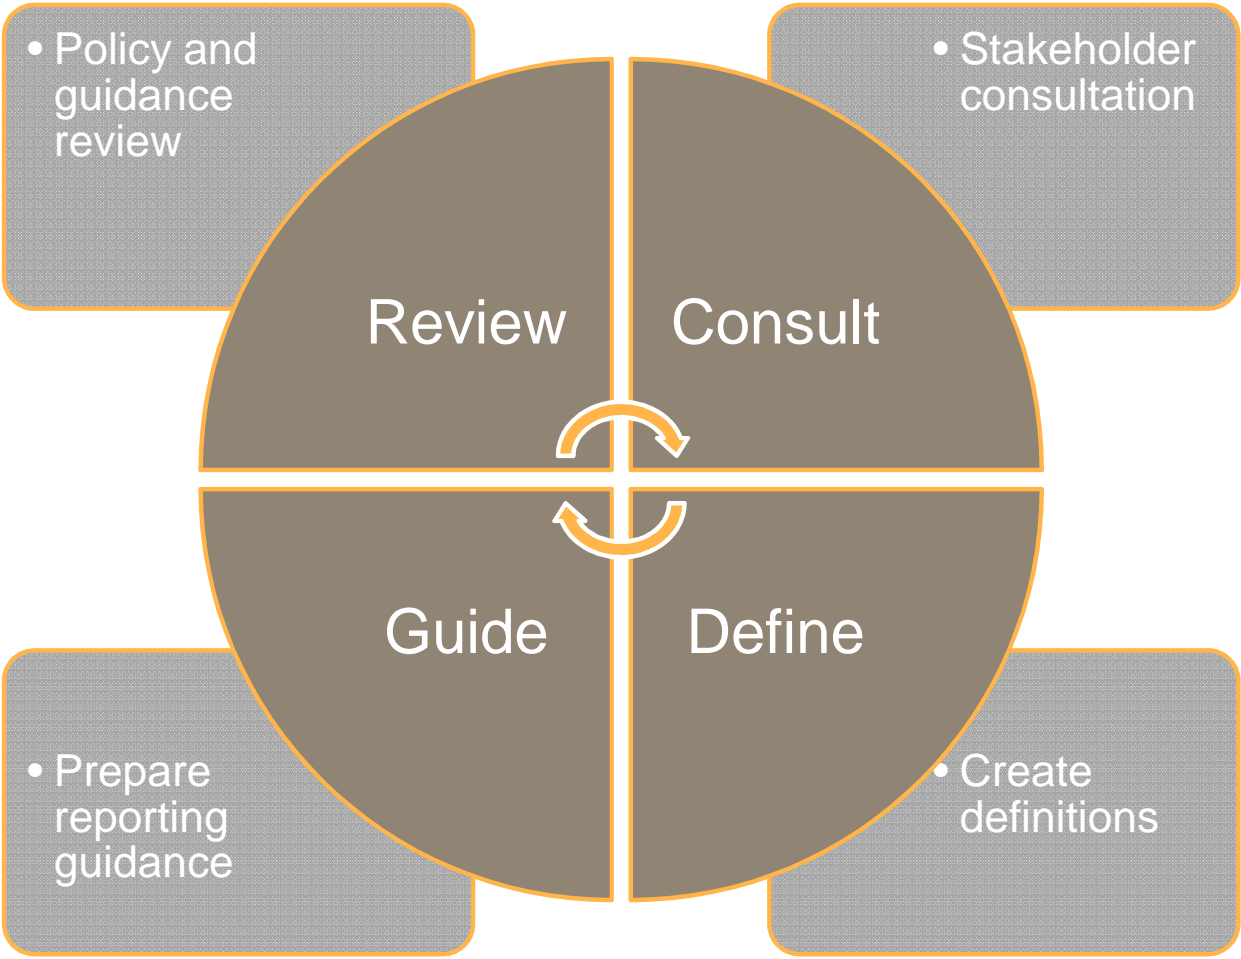 • Policy and
guidance
review
• Stakeholder
consultation
Review
Consult
Guide
Define
• Prepare
reporting
guidance
• Create
definitions